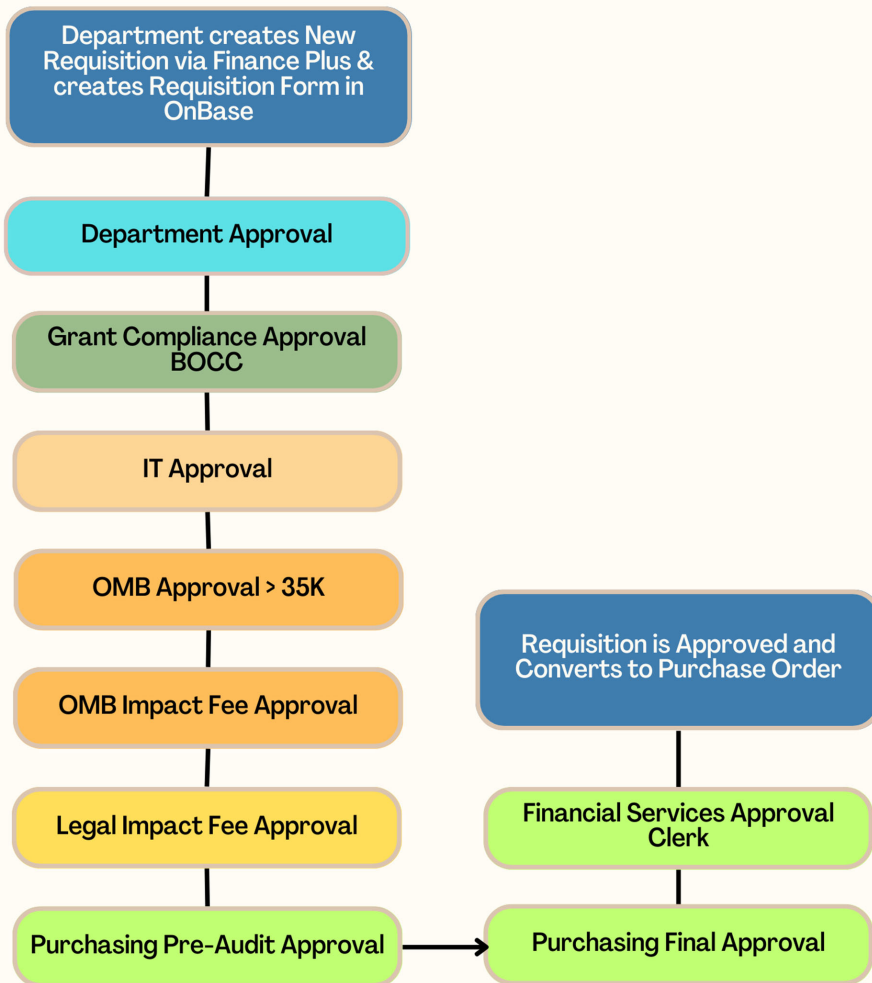 Department creates New
Requisition via Finance Plus &
creates Requisition Form in
OnBase
Department Approval
Grant Compliance Approval
BOCC
IT Approval
OMB Approval > 35K
OMB Impact Fee Approval
Legal Impact Fee Approval
Purchasing Pre-Audit Approval
Purchasing Final Approval
Financial Services Approval
Clerk
Requisition is Approved and
Converts to Purchase Order